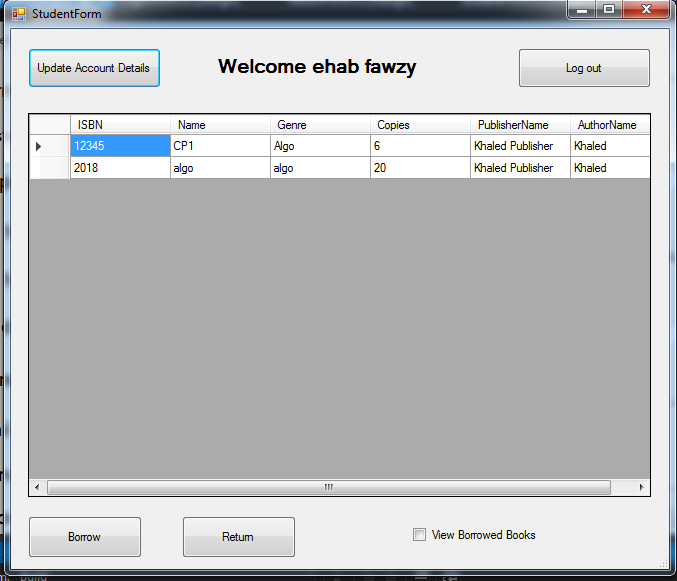 StudentForm
Update Account Details
Welcome ehab fawzy
Log out
ISBN Name Genre Copies PublisherName AuthorName
12345 CP1 Algo 6 Khaled Publisher Khaled
2018 algo algo 20 Khaled Publisher Khaled
Borrow Return View Borrowed Books